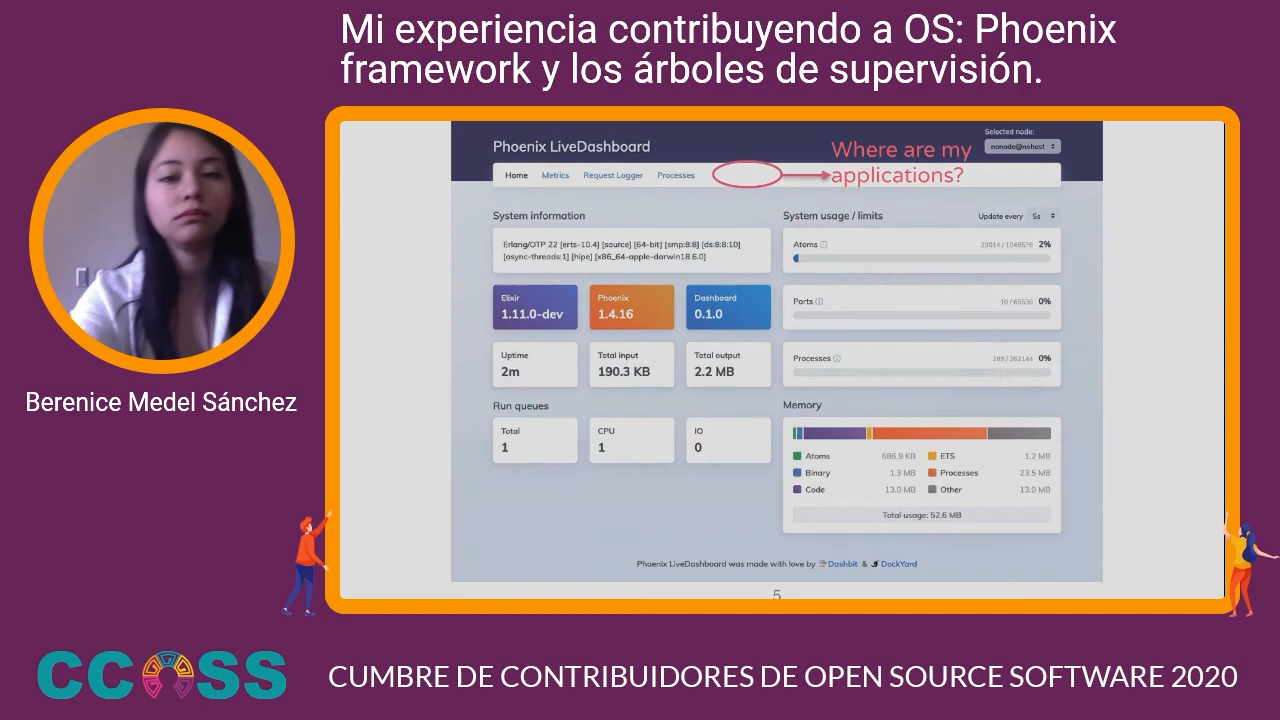 Mi experiencia contribuyendo a OS: Phoenix
framework y los árboles de supervisión.
Berenice Medel Sánchez
Phoenix LiveDashboard
Selected node:
nonode@nohost
Where are my
applications?
Home Metrics Request Logger Processes
System information
Erlang/OTP 22 [erts-10.4] [source] [64-bit] [smp:8:8] [ds:8:8:10]
[async-threads:1] [hipe] [x86_64-apple-darwin18.6.0]
Elixir
1.11.0-dev
Phoenix
1.4.16
Dashboard
0.1.0
Uptime
2m
Total input
190.3 KB
Total output
2.2 MB
Run queues
Total
1
CPU
1
IO
0
System usage / limits
Update every 5s
Atoms 23014 / 1048576 2%
Ports 10 / 65536 0%
Processes 289 / 262144 0%
Memory
Atoms 686.9 KB
Binary 1.3 MB
Code 13.0 MB
ETS 1.2 MB
Processes 23.5 MB
Other 13.0 MB
Total usage: 52.6 MB
Phoenix LiveDashboard was made with love by Dashbit & DockYard
5
CCOSS
CUMBRE DE CONTRIBUIDORES DE OPEN SOURCE SOFTWARE 2020